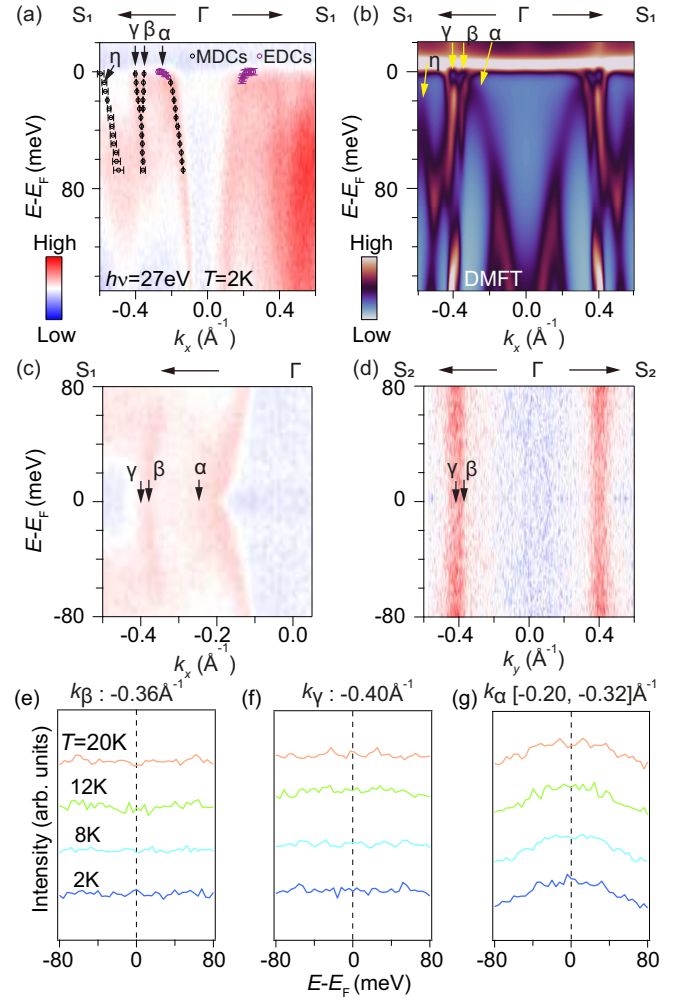 (a) S₁ ← Γ → S₁
γ β α
η
○MDCs ○EDCs
0
80
E-E_F (meV)
High
Low
hν=27eV T=2K
-0.4 0.0 0.4
k_x (Å⁻¹)
(b) S₁ ← Γ → S₁
γ β α
η
0
80
E-E_F (meV)
High
Low
DMFT
-0.4 0.0 0.4
k_x (Å⁻¹)
(c) S₁ ← Γ
80
0
-80
E-E_F (meV)
γ β α
-0.4 -0.2 0.0
k_x (Å⁻¹)
(d) S₂ ← Γ → S₂
80
0
-80
E-E_F (meV)
γ β
-0.4 0.0 0.4
k_y (Å⁻¹)
(e) k_β : -0.36Å⁻¹
Intensity (arb. units)
T=20K
12K
8K
2K
-80 0 80
(f) k_γ : -0.40Å⁻¹
0 80
E-E_F (meV)
(g) k_α [-0.20, -0.32]Å⁻¹
-80 0 80